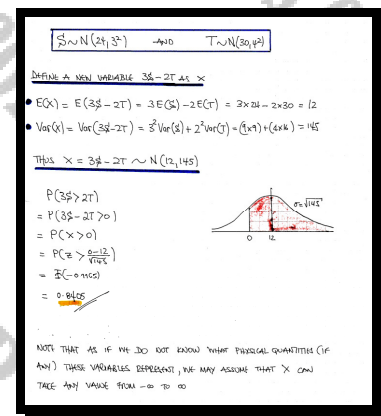 S~N(24,3²) AND T~N(30,4²)
DEFINE A NEW VARIABLE 3S-2T AS X
• E(X) = E(3S-2T) = 3E(S)-2E(T) = 3×24-2×30 = 12
• Var(X) = Var(3S-2T) = 3²Var(S)+2²Var(T) = (9×9)+(4×16) = 145
THUS X = 3S-2T ~ N(12,145)
P(3S>2T)
= P(3S-2T>0)
= P(X>0)
= P(Z > (0-12)/√145)
= Φ(-0.9965)
= 0.8405
σ=√145
0 12
NOTE THAT AS IF WE DO NOT KNOW WHAT PHYSICAL QUANTITIES (IF
ANY) THESE VARIABLES REPRESENT, WE MAY ASSUME THAT X CAN
TAKE ANY VALUE FROM -∞ TO ∞